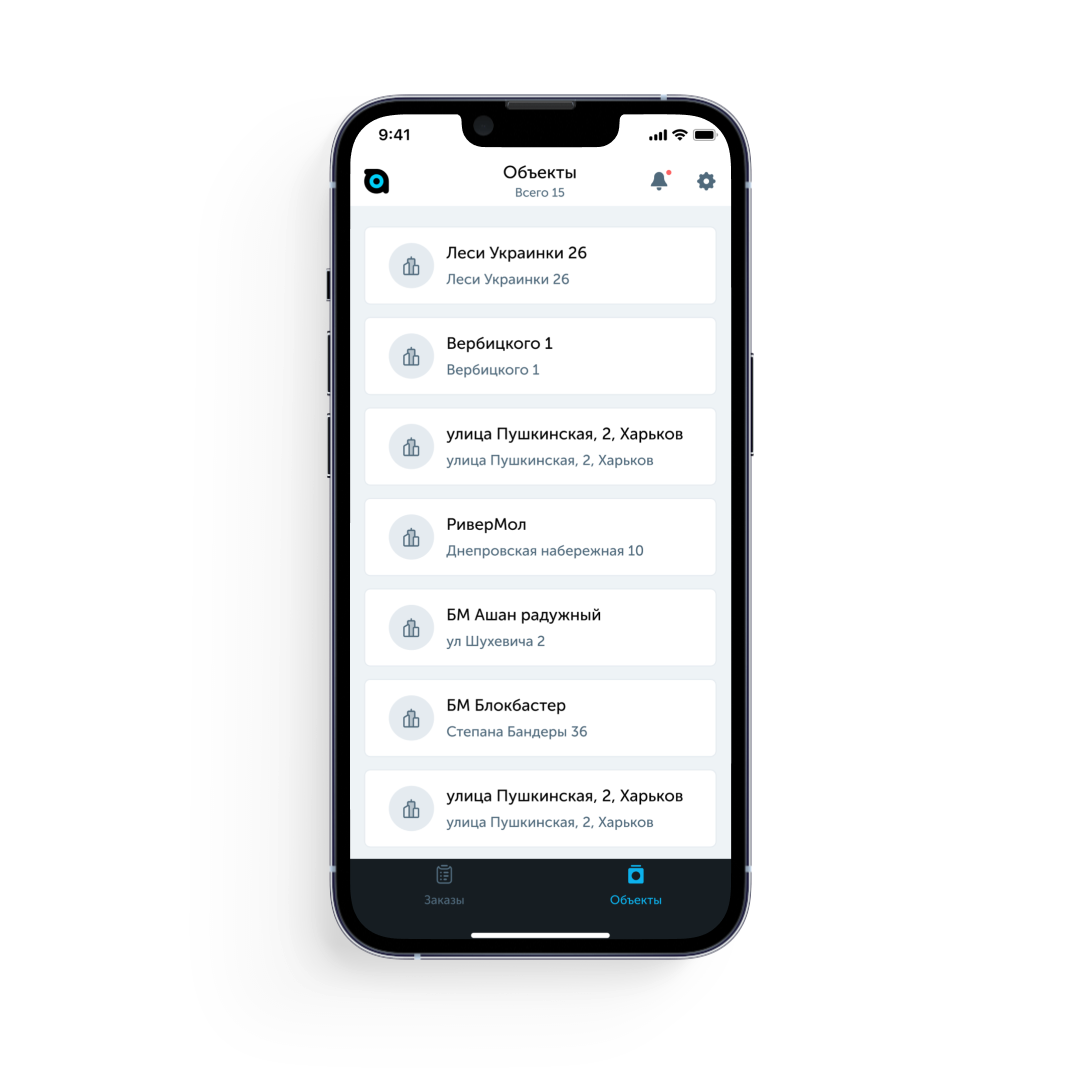 9:41
Объекты
Всего 15
Леси Украинки 26
Леси Украинки 26
Вербицкого 1
Вербицкого 1
улица Пушкинская, 2, Харьков
улица Пушкинская, 2, Харьков
РиверМол
Днепровская набережная 10
БМ Ашан радужный
ул Шухевича 2
БМ Блокбастер
Степана Бандеры 36
улица Пушкинская, 2, Харьков
улица Пушкинская, 2, Харьков
Заказы
Объекты